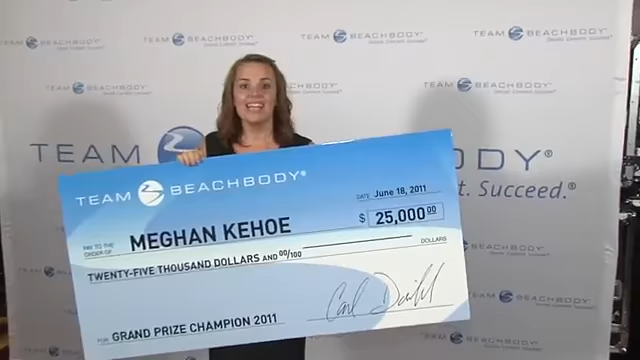 TEAM BEACHBODY®
TEAM BEACHBODY®
TEAM BEACHBODY®
TEAM BEACHBODY®
TEAM BEACHBODY®
TEAM BEACHBODY®
TEAM
DY®
t. Succeed.®
TEAM BEACHBODY®
DATE June 18, 2011
PAY TO THE
ORDER OF MEGHAN KEHOE $ 25,000 00
TWENTY-FIVE THOUSAND DOLLARS AND 00/100 DOLLARS
FOR GRAND PRIZE CHAMPION 2011
BEACHBODY®
TEAM
TEAM BEACHBODY®
TEAM
BEACHBODY®